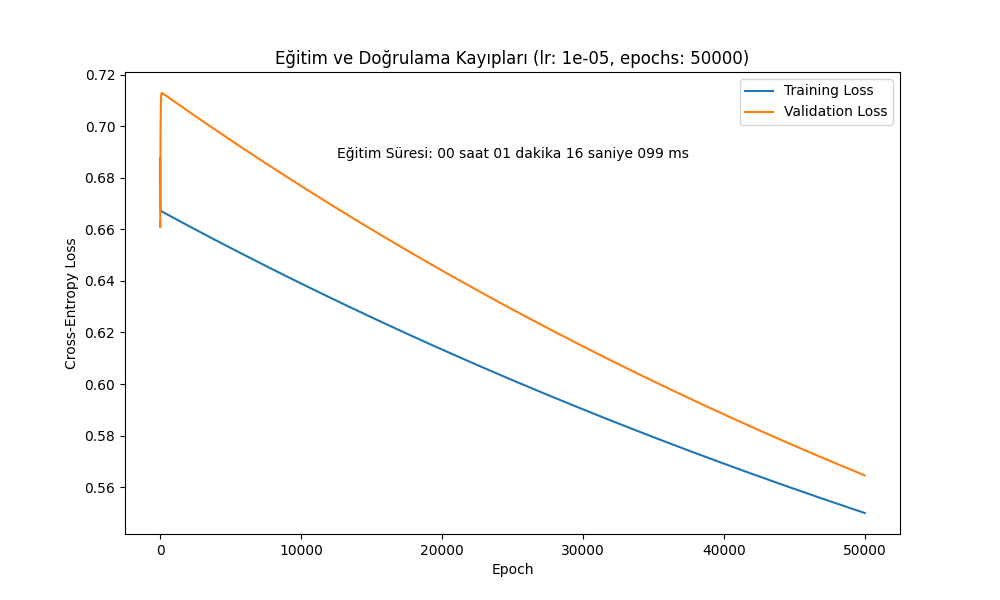 Eğitim ve Doğrulama Kayıpları (lr: 1e-05, epochs: 50000)
Training Loss
Validation Loss
Eğitim Süresi: 00 saat 01 dakika 16 saniye 099 ms
Cross-Entropy Loss
0.72
0.70
0.68
0.66
0.64
0.62
0.60
0.58
0.56
0
10000
20000
30000
40000
50000
Epoch